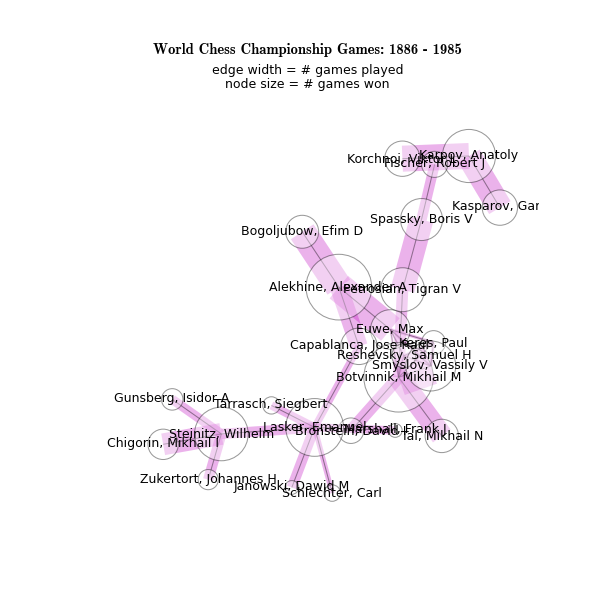 World Chess Championship Games: 1886 - 1985
edge width = # games played
node size = # games won
Karpov, Anatoly
Korchnoi, Viktor L
Fischer, Robert J
Kasparov, Gar
Spassky, Boris V
Bogoljubow, Efim D
Alekhine, Alexander A
Petrosian, Tigran V
Euwe, Max
Keres, Paul
Capablanca, Jose Raul
Reshevsky, Samuel H
Smyslov, Vassily V
Botvinnik, Mikhail M
Gunsberg, Isidor A
Tarrasch, Siegbert
Lasker, Emanuel
Marshall, Frank J
Bronstein, David I
Steinitz, Wilhelm
Tal, Mikhail N
Chigorin, Mikhail I
Zukertort, Johannes H
Janowski, Dawid M
Schlechter, Carl